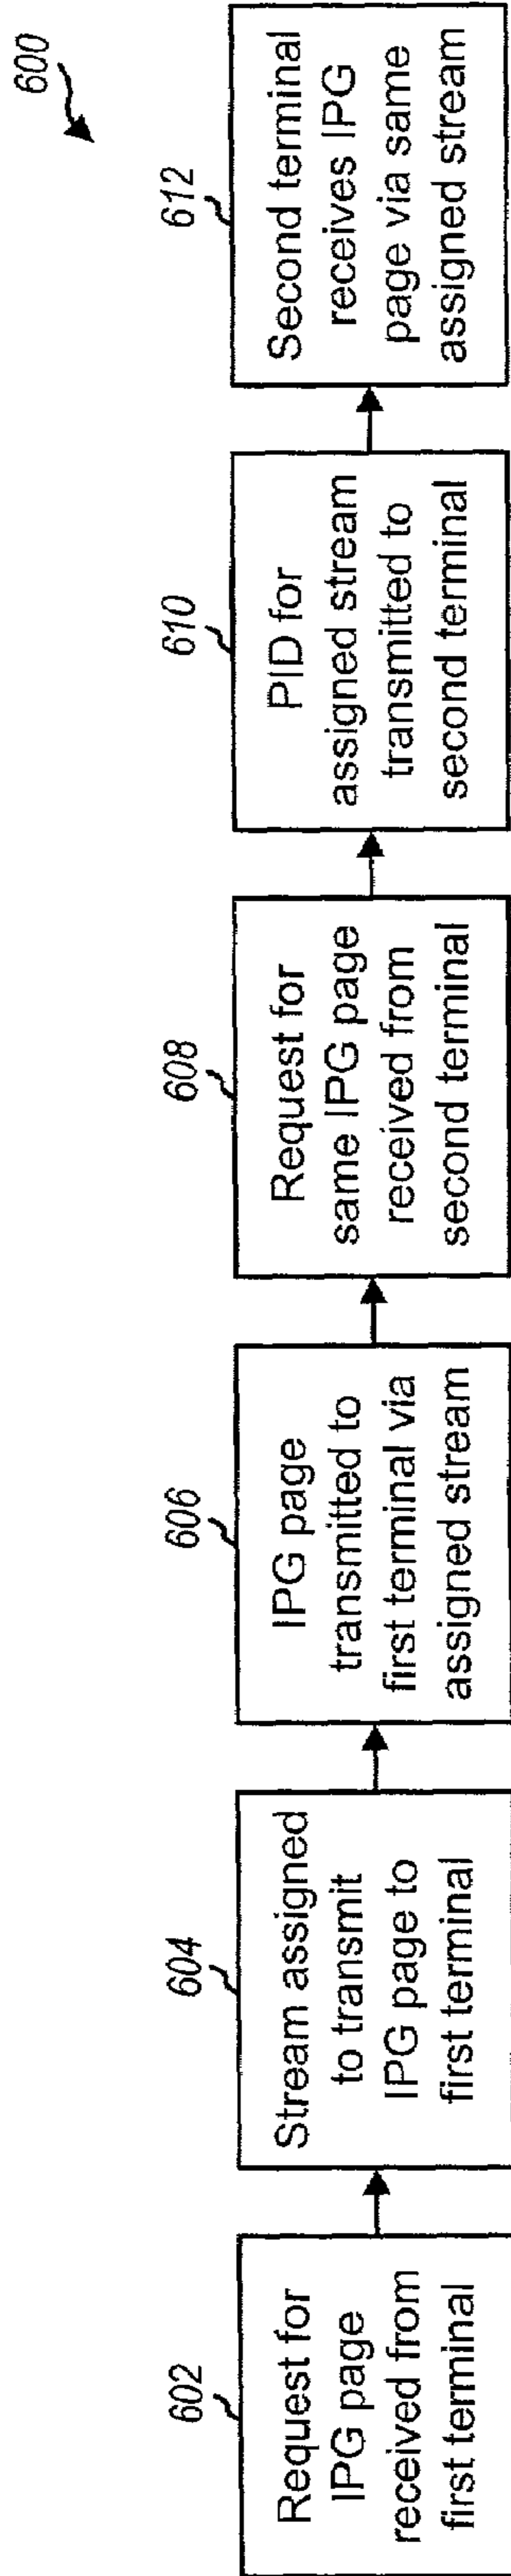 600
602
Request for
IPG page
received from
first terminal
604
Stream assigned
to transmit
IPG page to
first terminal
606
IPG page
transmitted to
first terminal via
assigned stream
608
Request for
same IPG page
received from
second terminal
610
PID for
assigned stream
transmitted to
second terminal
612
Second terminal
receives IPG
page via same
assigned stream